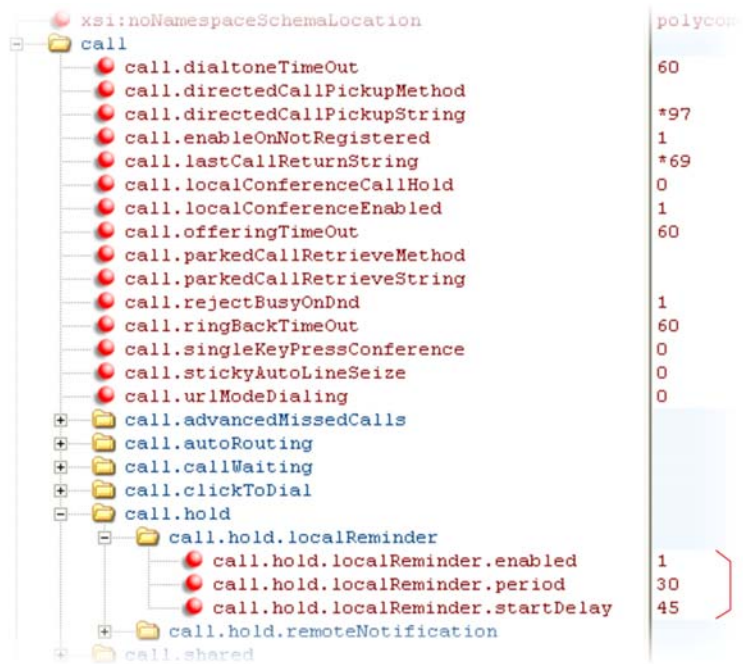 xsi:noNamespaceSchemaLocation polycom
call
call.dialtoneTimeOut 60
call.directedCallPickupMethod
call.directedCallPickupString *97
call.enableOnNotRegistered 1
call.lastCallReturnString *69
call.localConferenceCallHold 0
call.localConferenceEnabled 1
call.offeringTimeOut 60
call.parkedCallRetrieveMethod
call.parkedCallRetrieveString
call.rejectBusyOnDnd 1
call.ringBackTimeOut 60
call.singleKeyPressConference 0
call.stickyAutoLineSeize 0
call.urlModeDialing 0
call.advancedMissedCalls
call.autoRouting
call.callWaiting
call.clickToDial
call.hold
call.hold.localReminder
call.hold.localReminder.enabled 1
call.hold.localReminder.period 30
call.hold.localReminder.startDelay 45
call.hold.remoteNotification
call.shared